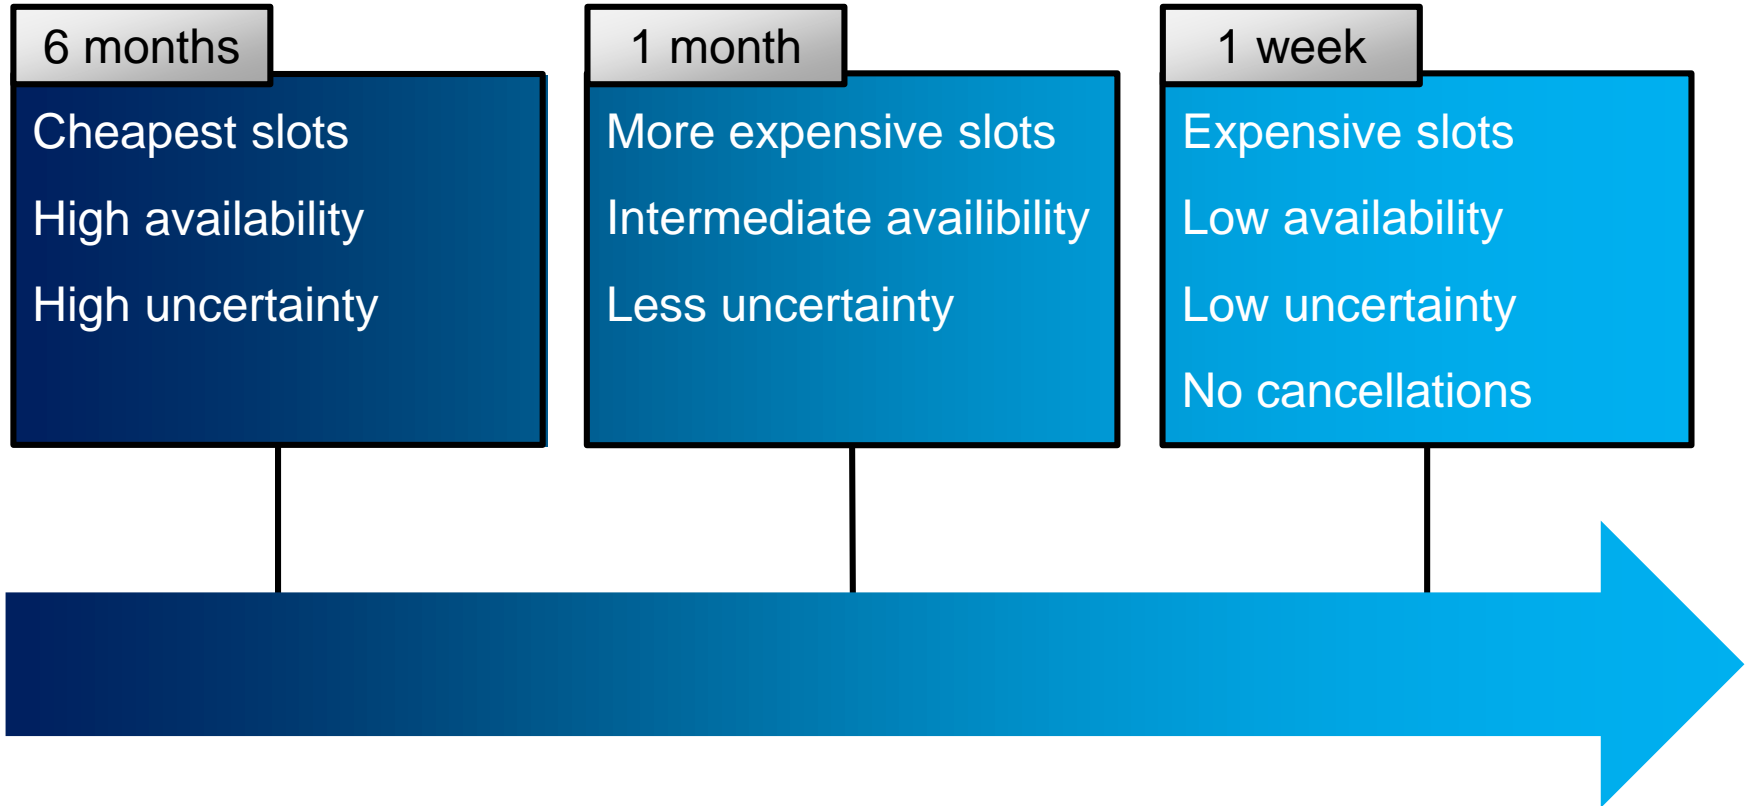 6 months
Cheapest slots
High availability
High uncertainty
1 month
More expensive slots
Intermediate availibility
Less uncertainty
1 week
Expensive slots
Low availability
Low uncertainty
No cancellations